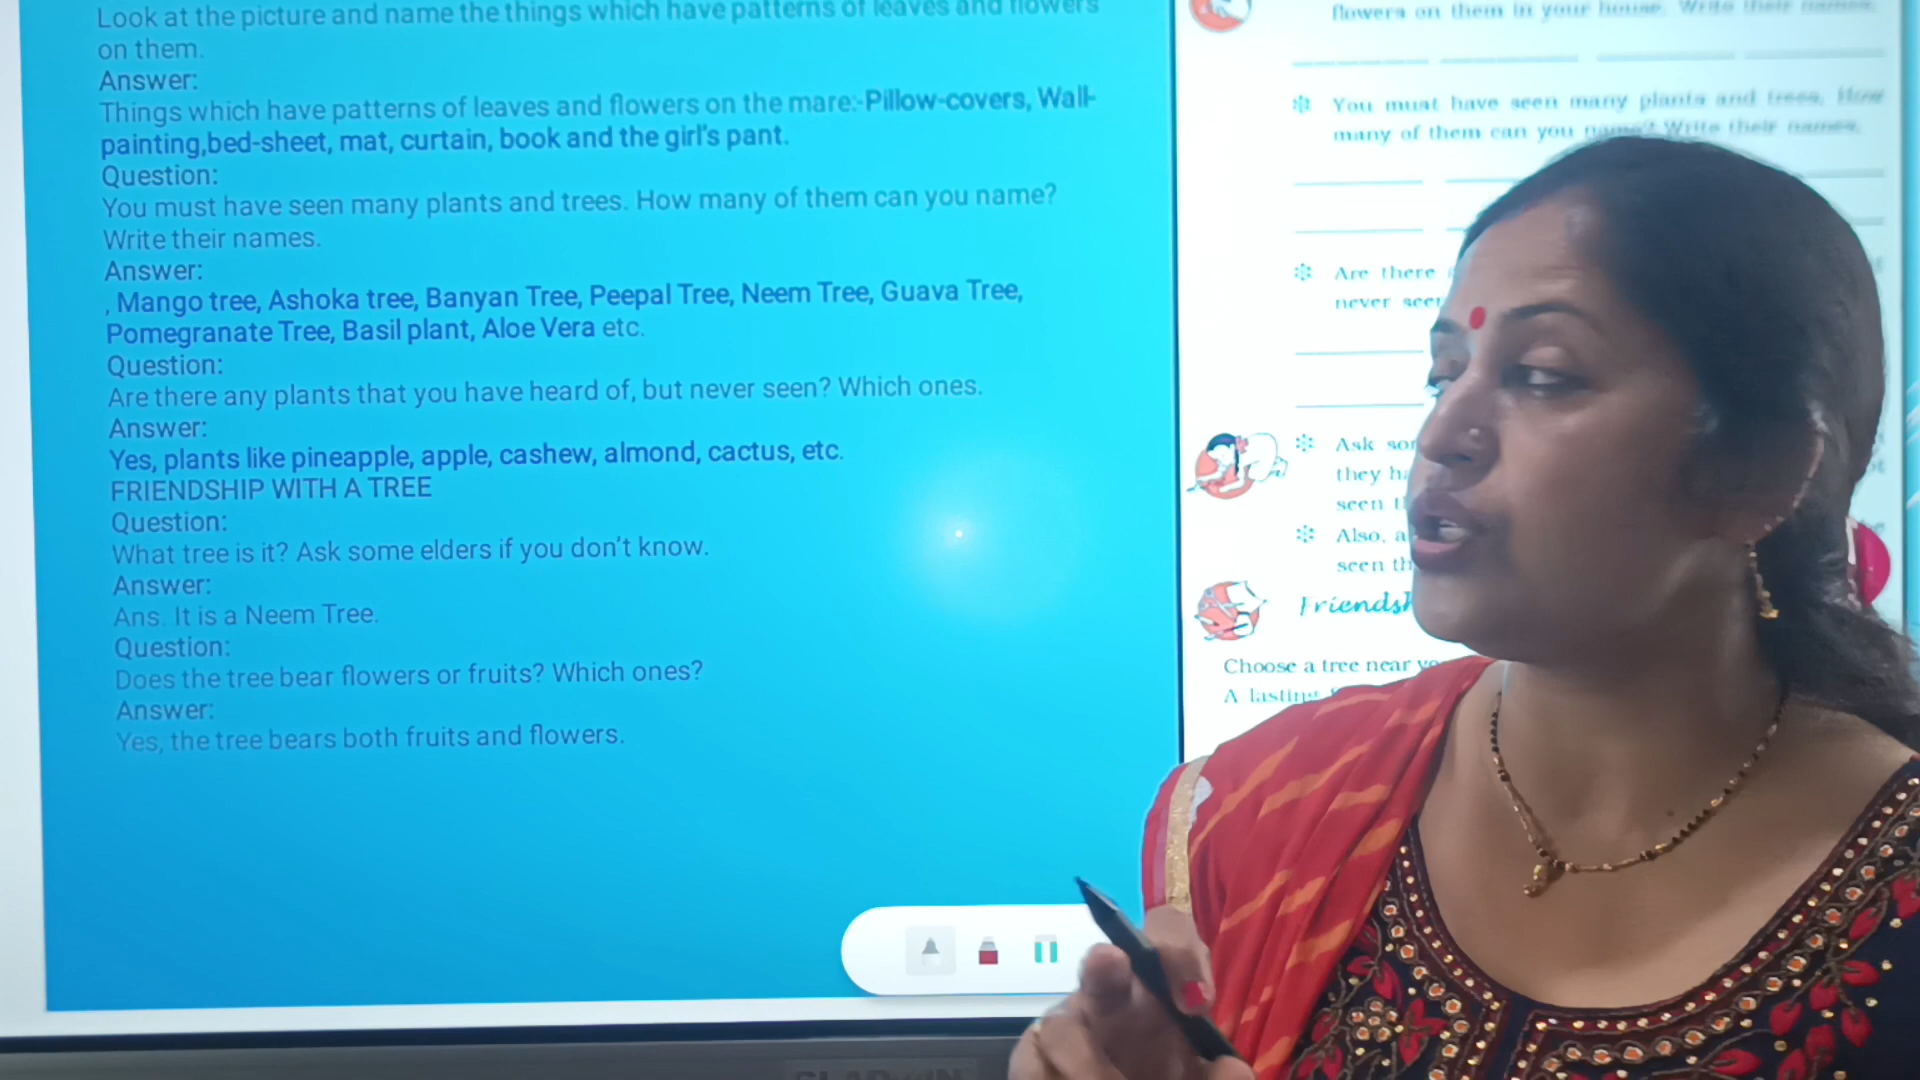 Look at the picture and name the things which have patterns of leaves and flowers
on them.
Answer:
Things which have patterns of leaves and flowers on the mare:-Pillow-covers, Wall-
painting,bed-sheet, mat, curtain, book and the girl's pant.
Question:
You must have seen many plants and trees. How many of them can you name?
Write their names.
Answer:
, Mango tree, Ashoka tree, Banyan Tree, Peepal Tree, Neem Tree, Guava Tree,
Pomegranate Tree, Basil plant, Aloe Vera etc.
Question:
Are there any plants that you have heard of, but never seen? Which ones.
Answer:
Yes, plants like pineapple, apple, cashew, almond, cactus, etc.
FRIENDSHIP WITH A TREE
Question:
What tree is it? Ask some elders if you don't know.
Answer:
Ans. It is a Neem Tree.
Question:
Does the tree bear flowers or fruits? Which ones?
Answer:
Yes, the tree bears both fruits and flowers.
flowers on them in your house. Write their names.
You must have seen many plants and trees. How
many of them can you name? Write their names.
Are there
never seen
Ask
they
seen
Also,
seen
Choose a tree near
A lasting